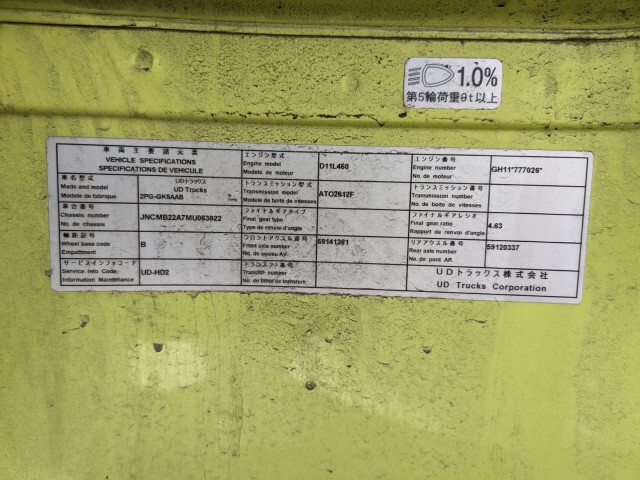 1.0%
第5輪荷重9t以上
車両主要諸元表
VEHICLE SPECIFICATIONS
SPECIFICATIONS DE VEHICULE
車名型式
Made and model
Modele de fabrique
UDトラックス
UD Trucks
2PG-GK5AAB
車台番号
Chassis number
No. de chassis
JNCMB22A7MU063022
軸距記号
Wheel base code
Empattment
B
サービスインフォコード
Service Info Code
Information Maintenance
UD-HD2
エンジン型式
Engine model
Modele de moteur
D11L460
トランスミッション型式
Transmission model
Modele de boite de vitesses
ATO2612F
ファイナルギアタイプ
Final gear type
Type de renvoi d'angle
フロントアクスル番号
Front axle number
No. de essieu AV.
59141281
トランスファ番号
Transfer number
No. de boite de transfert
エンジン番号
Engine number
No. de moteur
GH11*777026*
トランスミッション番号
Transmission number
No. de boite de vitesses
ファイナルギアレシオ
Final gear ratio
Rapport de renvoi d'angle
4.63
リアアクスル番号
Rear axle number
No. de pont AR.
59120337
UDトラックス株式会社
UD Trucks Corporation